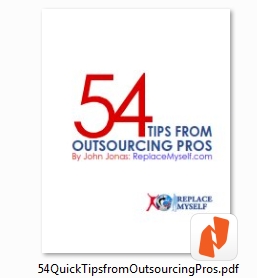 54
TIPS FROM
OUTSOURCING PROS
By John Jonas: ReplaceMyself.com
REPLACE
MYSELF
54QuickTipsfromOutsourcingPros.pdf